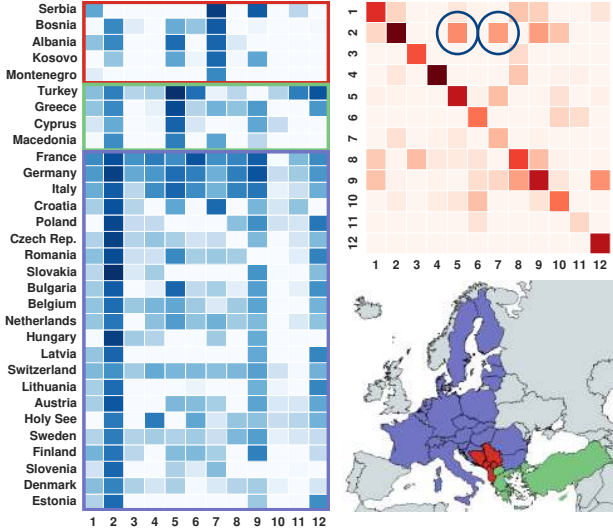 Serbia
Bosnia
Albania
Kosovo
Montenegro
Turkey
Greece
Cyprus
Macedonia
France
Germany
Italy
Croatia
Poland
Czech Rep.
Romania
Slovakia
Bulgaria
Belgium
Netherlands
Hungary
Latvia
Switzerland
Lithuania
Austria
Holy See
Sweden
Finland
Slovenia
Denmark
Estonia
1 2 3 4 5 6 7 8 9 10 11 12
1
2
3
4
5
6
7
8
9
10
11
12
1 2 3 4 5 6 7 8 9 10 11 12